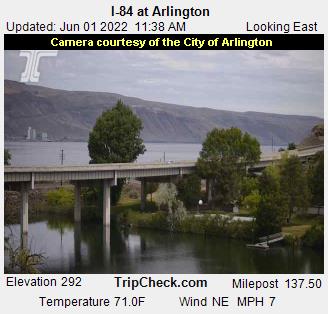 I-84 at Arlington
Updated: Jun 01 2022 11:38 AM Looking East
Camera courtesy of the City of Arlington
Elevation 292 TripCheck.com Milepost 137.50
Temperature 71.0F Wind NE MPH 7